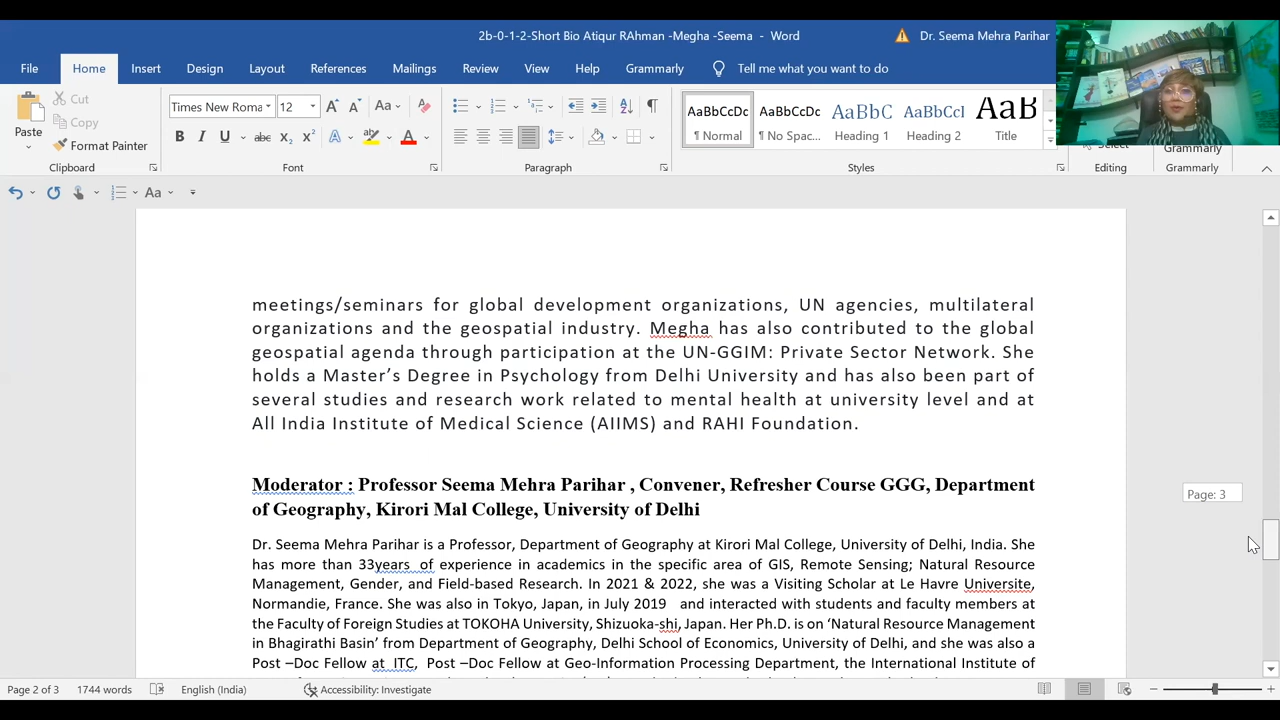 2b-0-1-2-Short Bio Atiqur RAhman -Megha -Seema - Word
Dr. Seema Mehra Parihar
File Home Insert Design Layout References Mailings Review View Help Grammarly Tell me what you want to do
Paste
Cut
Copy
Format Painter
Clipboard
Times New Roma 12
Font
Paragraph
AaBbCcDc AaBbCcDc AaBbC AaBbCcI AaB
¶ Normal ¶ No Spac... Heading 1 Heading 2 Title
Styles
Select
Editing
Grammarly
Grammarly
meetings/seminars for global development organizations, UN agencies, multilateral
organizations and the geospatial industry. Megha has also contributed to the global
geospatial agenda through participation at the UN-GGIM: Private Sector Network. She
holds a Master's Degree in Psychology from Delhi University and has also been part of
several studies and research work related to mental health at university level and at
All India Institute of Medical Science (AIIMS) and RAHI Foundation.
Moderator : Professor Seema Mehra Parihar , Convener, Refresher Course GGG, Department
of Geography, Kirori Mal College, University of Delhi
Page: 3
Dr. Seema Mehra Parihar is a Professor, Department of Geography at Kirori Mal College, University of Delhi, India. She
has more than 33years of experience in academics in the specific area of GIS, Remote Sensing; Natural Resource
Management, Gender, and Field-based Research. In 2021 & 2022, she was a Visiting Scholar at Le Havre Universite,
Normandie, France. She was also in Tokyo, Japan, in July 2019 and interacted with students and faculty members at
the Faculty of Foreign Studies at TOKOHA University, Shizuoka-shi, Japan. Her Ph.D. is on 'Natural Resource Management
in Bhagirathi Basin' from Department of Geography, Delhi School of Economics, University of Delhi, and she was also a
Post –Doc Fellow at ITC, Post –Doc Fellow at Geo-Information Processing Department, the International Institute of
Page 2 of 3 1744 words English (India) Accessibility: Investigate